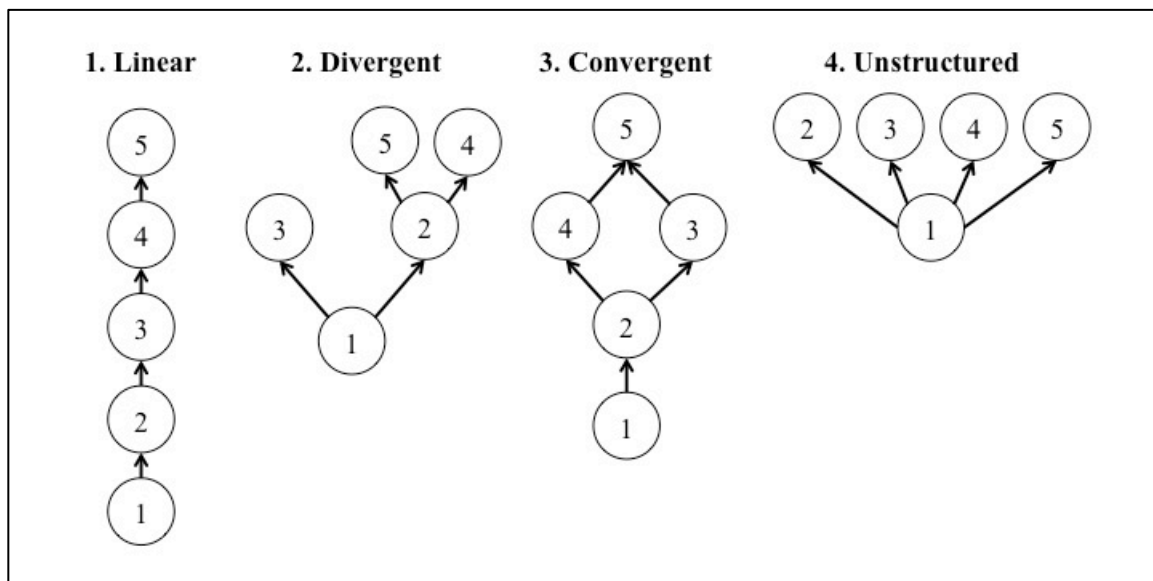 1. Linear 2. Divergent 3. Convergent 4. Unstructured
5 5 4 5 2 3 4 5
4 3 2 4 3 1
3 1 2
2 1
1